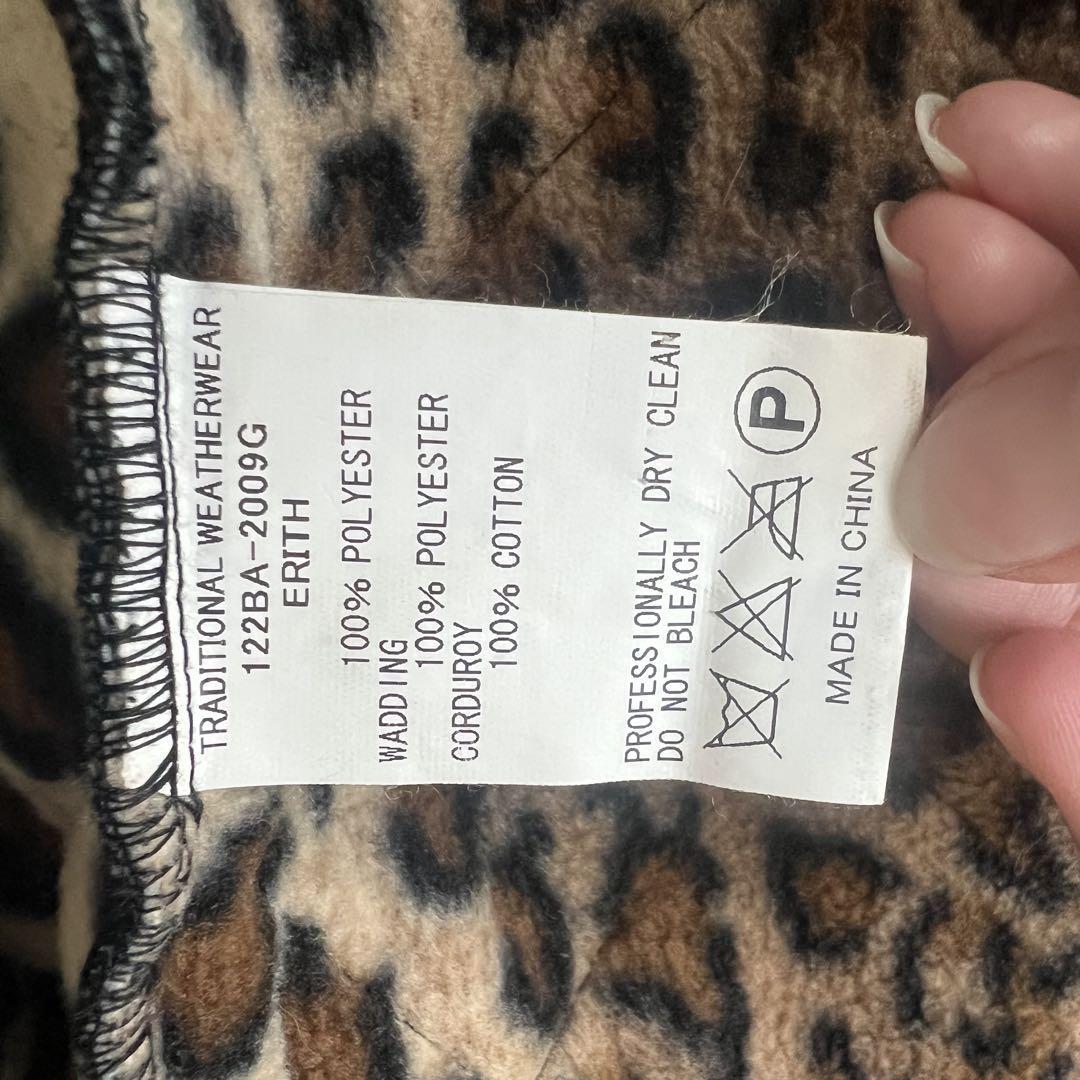 TRADITIONAL WEATHERWEAR
122BA-2009G
ERITH
100% POLYESTER
WADDING
100% POLYESTER
CORDUROY
100% COTTON
PROFESSIONALLY DRY CLEAN
DO NOT BLEACH
P
MADE IN CHINA